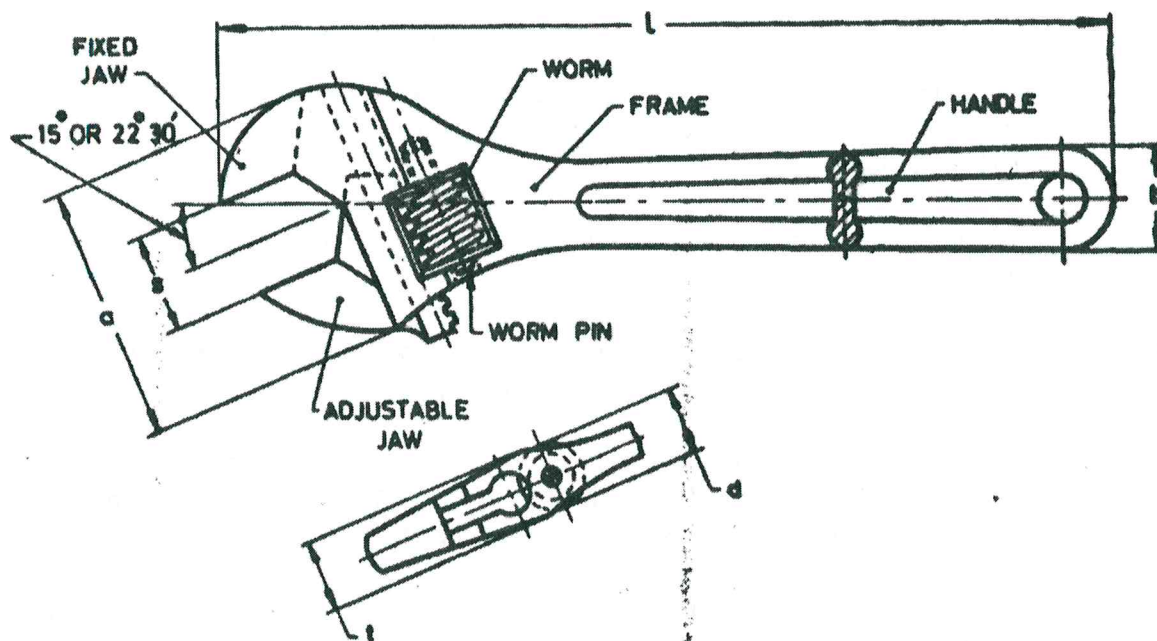 l
FIXED
JAW
WORM
FRAME
HANDLE
15° OR 22° 30'
s
a
WORM PIN
ADJUSTABLE
JAW
d
t